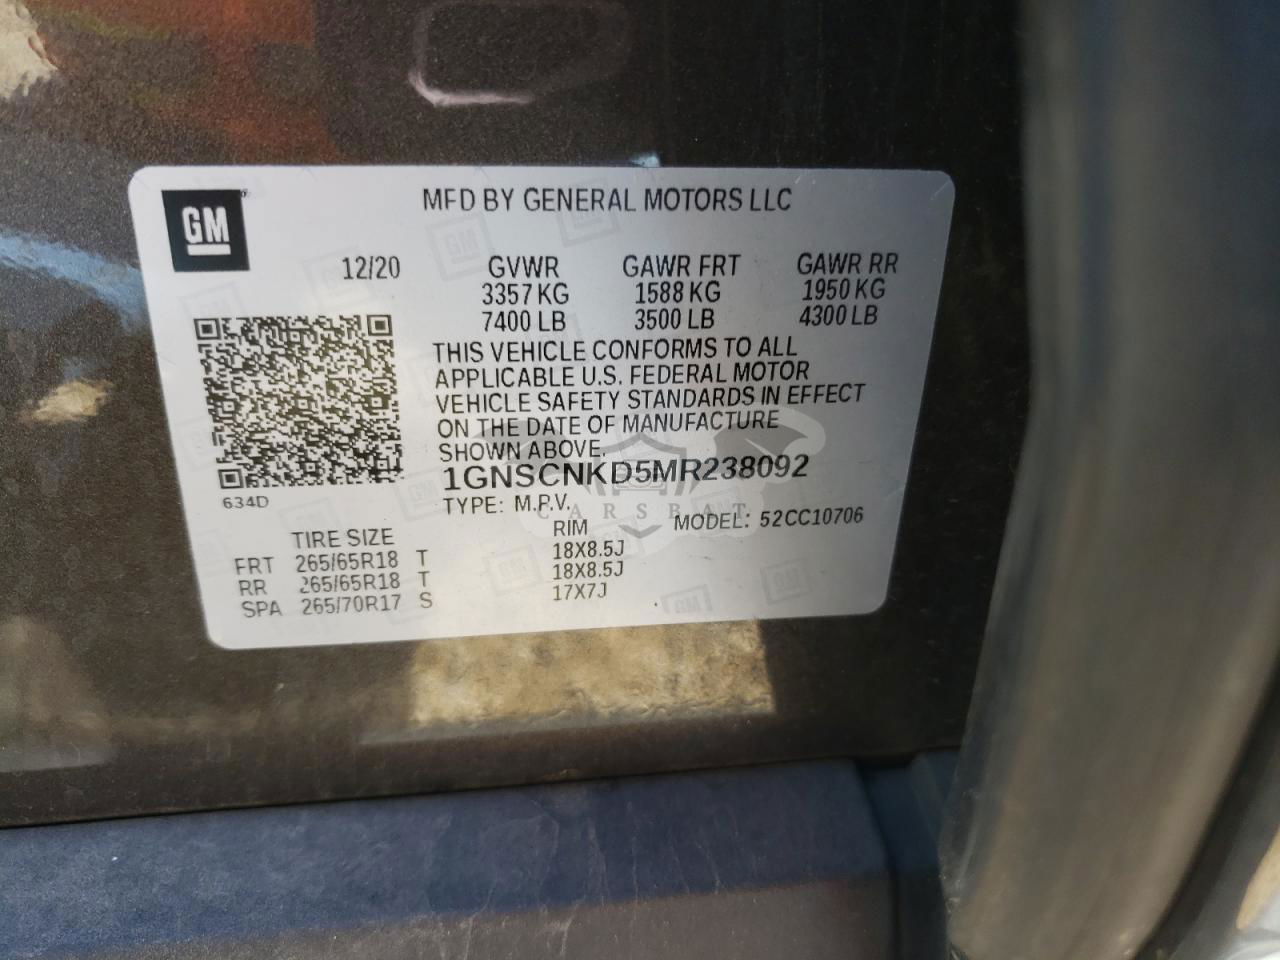 GM
MFD BY GENERAL MOTORS LLC
12/20 GVWR GAWR FRT GAWR RR
3357 KG 1588 KG 1950 KG
7400 LB 3500 LB 4300 LB
THIS VEHICLE CONFORMS TO ALL
APPLICABLE U.S. FEDERAL MOTOR
VEHICLE SAFETY STANDARDS IN EFFECT
ON THE DATE OF MANUFACTURE
SHOWN ABOVE.
1GNSCNKD5MR238092
634D
TYPE: M.P.V. MODEL: 52CC10706
CARSBAT
TIRE SIZE RIM
FRT 265/65R18 T 18X8.5J
RR 265/65R18 T 18X8.5J
SPA 265/70R17 S 17X7J